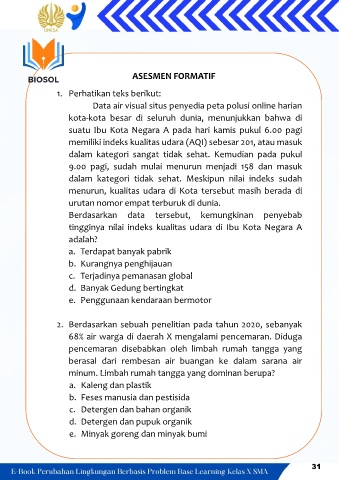 UNESA
BIOSOL
ASESMEN FORMATIF
1. Perhatikan teks berikut:
Data air visual situs penyedia peta polusi online harian
kota-kota besar di seluruh dunia, menunjukkan bahwa di
suatu Ibu Kota Negara A pada hari kamis pukul 6.00 pagi
memiliki indeks kualitas udara (AQI) sebesar 201, atau masuk
dalam kategori sangat tidak sehat. Kemudian pada pukul
9.00 pagi, sudah mulai menurun menjadi 158 dan masuk
dalam kategori tidak sehat. Meskipun nilai indeks sudah
menurun, kualitas udara di Kota tersebut masih berada di
urutan nomor empat terburuk di dunia.
Berdasarkan data tersebut, kemungkinan penyebab
tingginya nilai indeks kualitas udara di Ibu Kota Negara A
adalah?
a. Terdapat banyak pabrik
b. Kurangnya penghijauan
c. Terjadinya pemanasan global
d. Banyak Gedung bertingkat
e. Penggunaan kendaraan bermotor
2. Berdasarkan sebuah penelitian pada tahun 2020, sebanyak
68% air warga di daerah X mengalami pencemaran. Diduga
pencemaran disebabkan oleh limbah rumah tangga yang
berasal dari rembesan air buangan ke dalam sarana air
minum. Limbah rumah tangga yang dominan berupa?
a. Kaleng dan plastik
b. Feses manusia dan pestisida
c. Detergen dan bahan organik
d. Detergen dan pupuk organik
e. Minyak goreng dan minyak bumi
E-Book Perubahan Lingkungan Berbasis Problem Base Learning Kelas X SMA
31